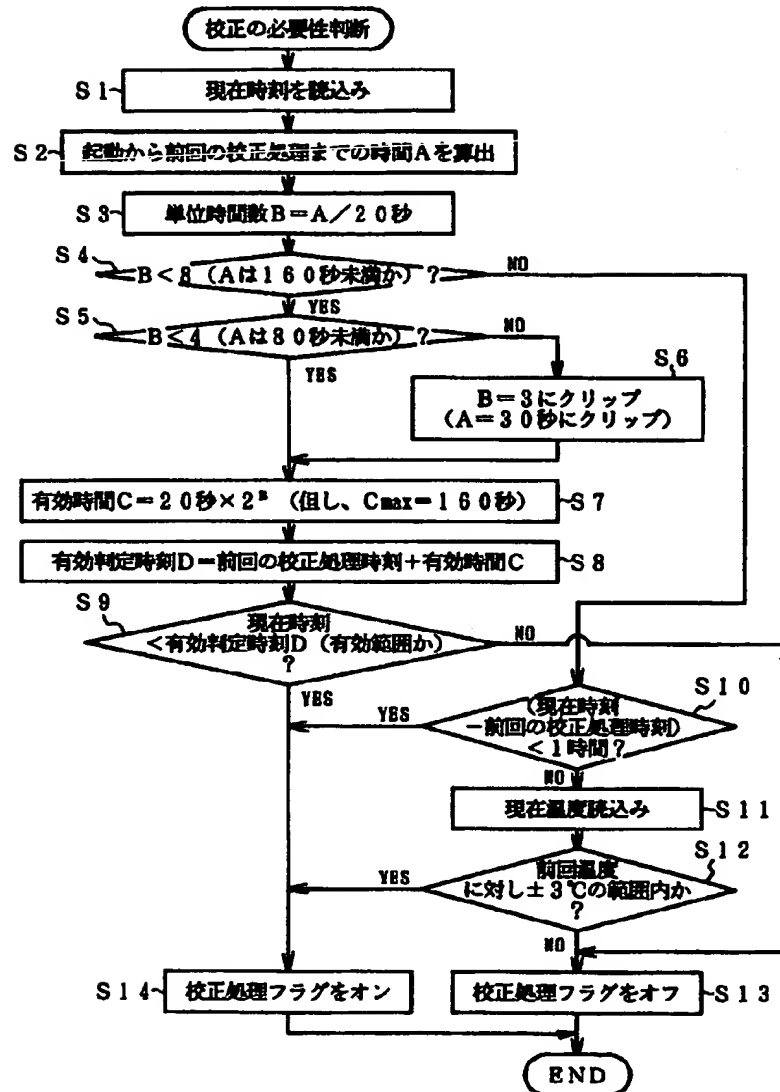 校正の必要性判断
S1
現在時刻を読込み
S2
起動から前回の校正処理までの時間Aを算出
S3
単位時間数B=A/20秒
S4
B<8(Aは160秒未満か)?
NO
YES
S5
B<4(Aは80秒未満か)?
NO
YES
S6
B=3にクリップ
(A=30秒にクリップ)
有効時間C=20秒×2ᴮ (但し、Cmax=160秒)
S7
有効判定時刻D=前回の校正処理時刻+有効時間C
S8
S9
現在時刻
<有効判定時刻D(有効範囲か)
?
NO
YES
S10
(現在時刻
-前回の校正処理時刻)
<1時間?
YES
NO
現在温度読込み
S11
S12
前回温度
に対し±3℃の範囲内か
?
YES
NO
S14
校正処理フラグをオン
校正処理フラグをオフ
S13
END